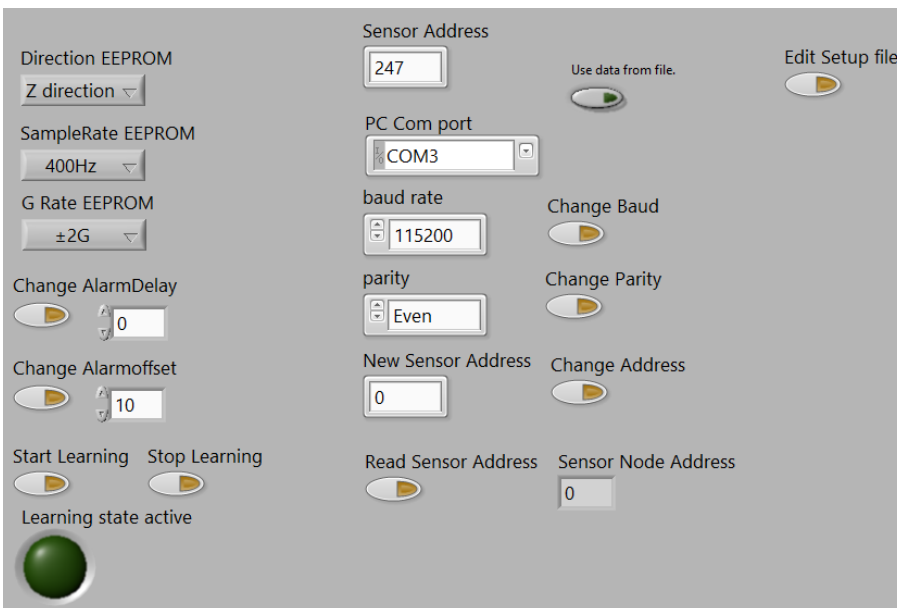 Sensor Address
Direction EEPROM
247
Use data from file.
Edit Setup file
Z direction
SampleRate EEPROM
PC Com port
400Hz
COM3
G Rate EEPROM
baud rate
Change Baud
±2G
115200
Change AlarmDelay
parity
Change Parity
0
Even
Change Alarmoffset
New Sensor Address
Change Address
10
0
Start Learning
Stop Learning
Read Sensor Address
Sensor Node Address
0
Learning state active